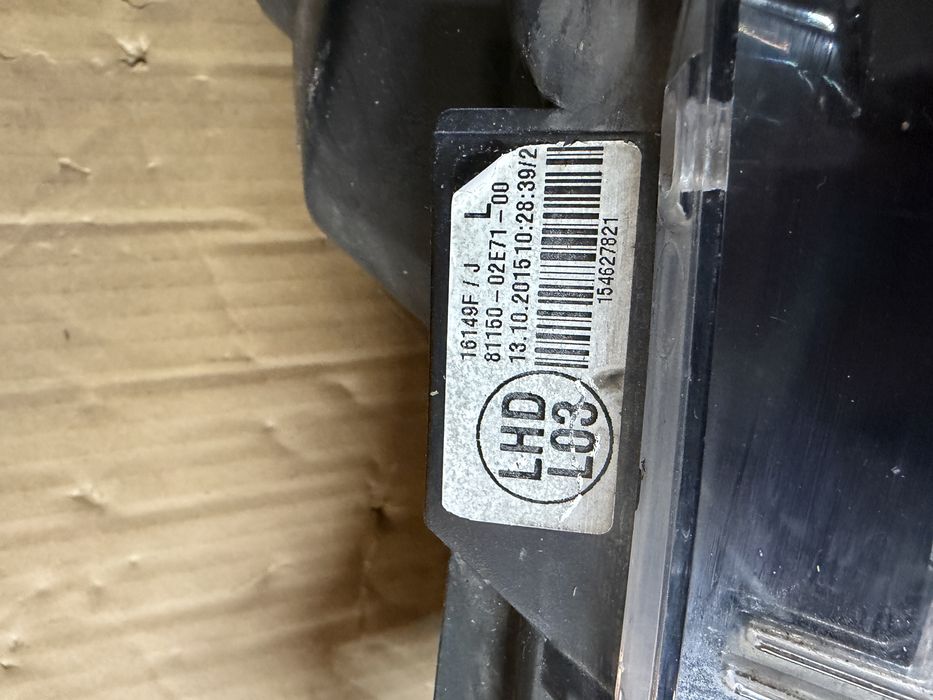 16149F / J L
81150-02E71-00
13.10.2015 10:28:39/2
154627821
LHD
L03